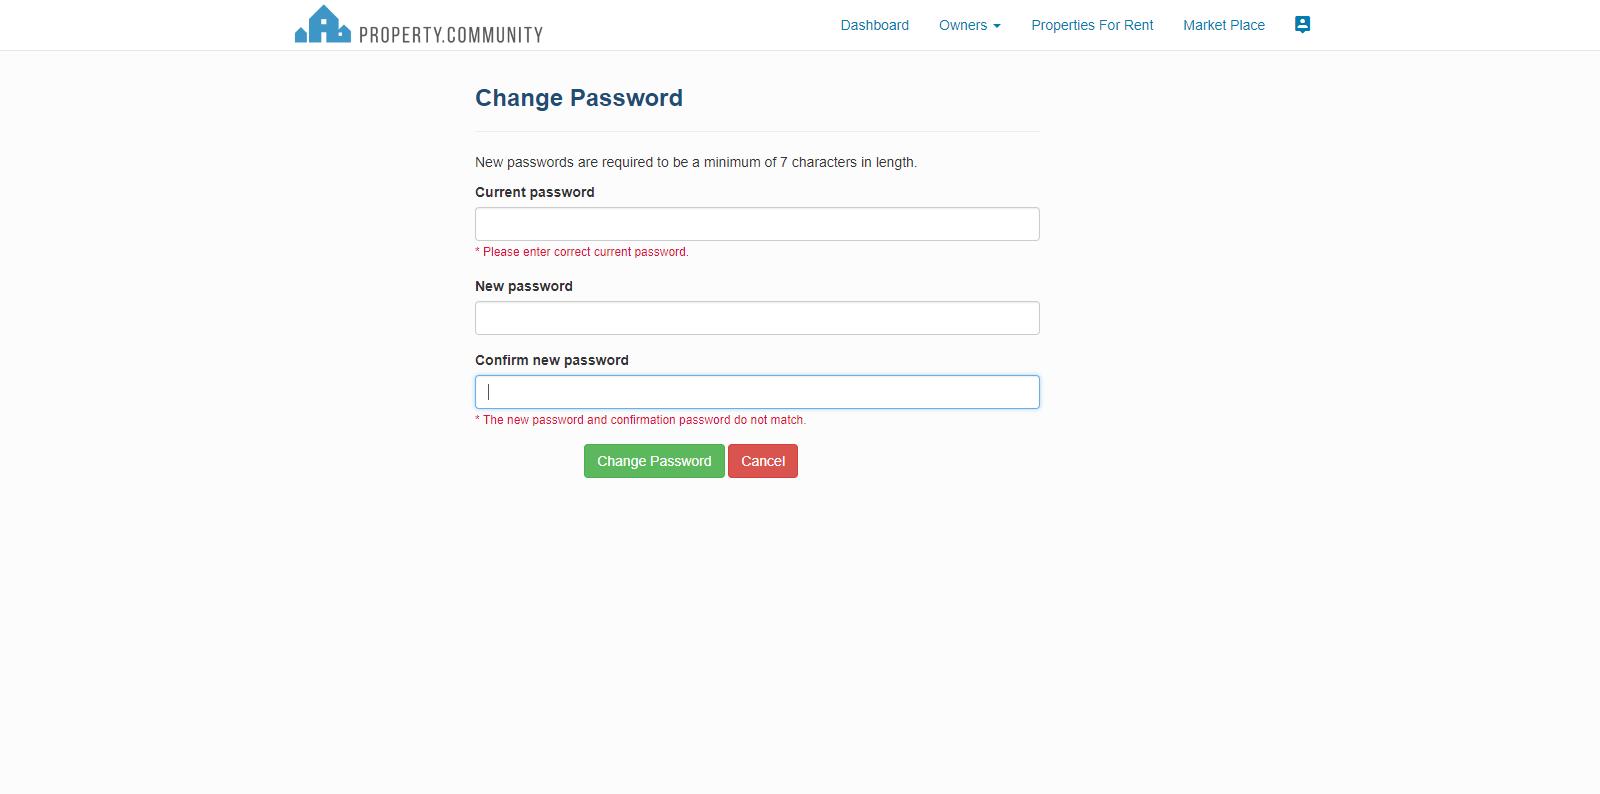 PROPERTY.COMMUNITY
Dashboard
Owners
Properties For Rent
Market Place
Change Password
New passwords are required to be a minimum of 7 characters in length.
Current password
* Please enter correct current password.
New password
Confirm new password
* The new password and confirmation password do not match.
Change Password
Cancel